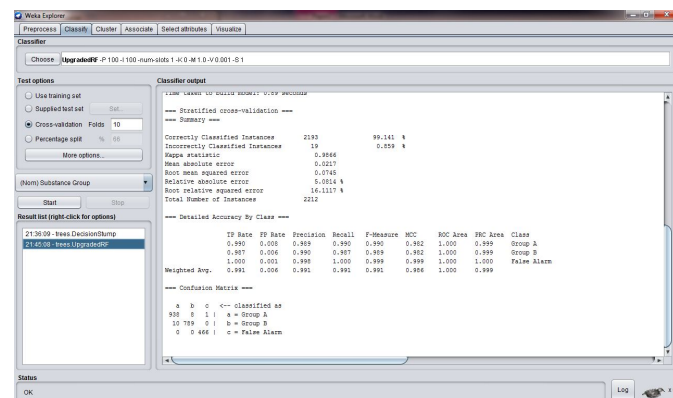 Weka Explorer
Preprocess Classify Cluster Associate Select attributes Visualize
Classifier
Choose UpgradedRF -P 100 -I 100 -num-slots 1 -K 0 -M 1.0 -V 0.001 -S 1
Test options
Use training set
Supplied test set Set...
Cross-validation Folds 10
Percentage split % 66
More options...
(Nom) Substance Group
Start Stop
Result list (right-click for options)
21:36:09 - trees.DecisionStump
21:45:08 - trees.UpgradedRF
Classifier output
Time taken to build model: 0.89 seconds
=== Stratified cross-validation ===
=== Summary ===
Correctly Classified Instances 2193 99.141 %
Incorrectly Classified Instances 19 0.859 %
Kappa statistic 0.9866
Mean absolute error 0.0217
Root mean squared error 0.0745
Relative absolute error 5.0814 %
Root relative squared error 16.1117 %
Total Number of Instances 2212
=== Detailed Accuracy By Class ===
TP Rate FP Rate Precision Recall F-Measure MCC ROC Area PRC Area Class
0.990 0.008 0.989 0.990 0.990 0.982 1.000 0.999 Group A
0.987 0.006 0.990 0.987 0.989 0.982 1.000 0.999 Group B
1.000 0.001 0.998 1.000 0.999 0.999 1.000 1.000 False Alarm
Weighted Avg. 0.991 0.006 0.991 0.991 0.991 0.986 1.000 0.999
=== Confusion Matrix ===
a b c <-- classified as
938 8 1 | a = Group A
10 789 0 | b = Group B
0 0 466 | c = False Alarm
Status
OK
Log
x